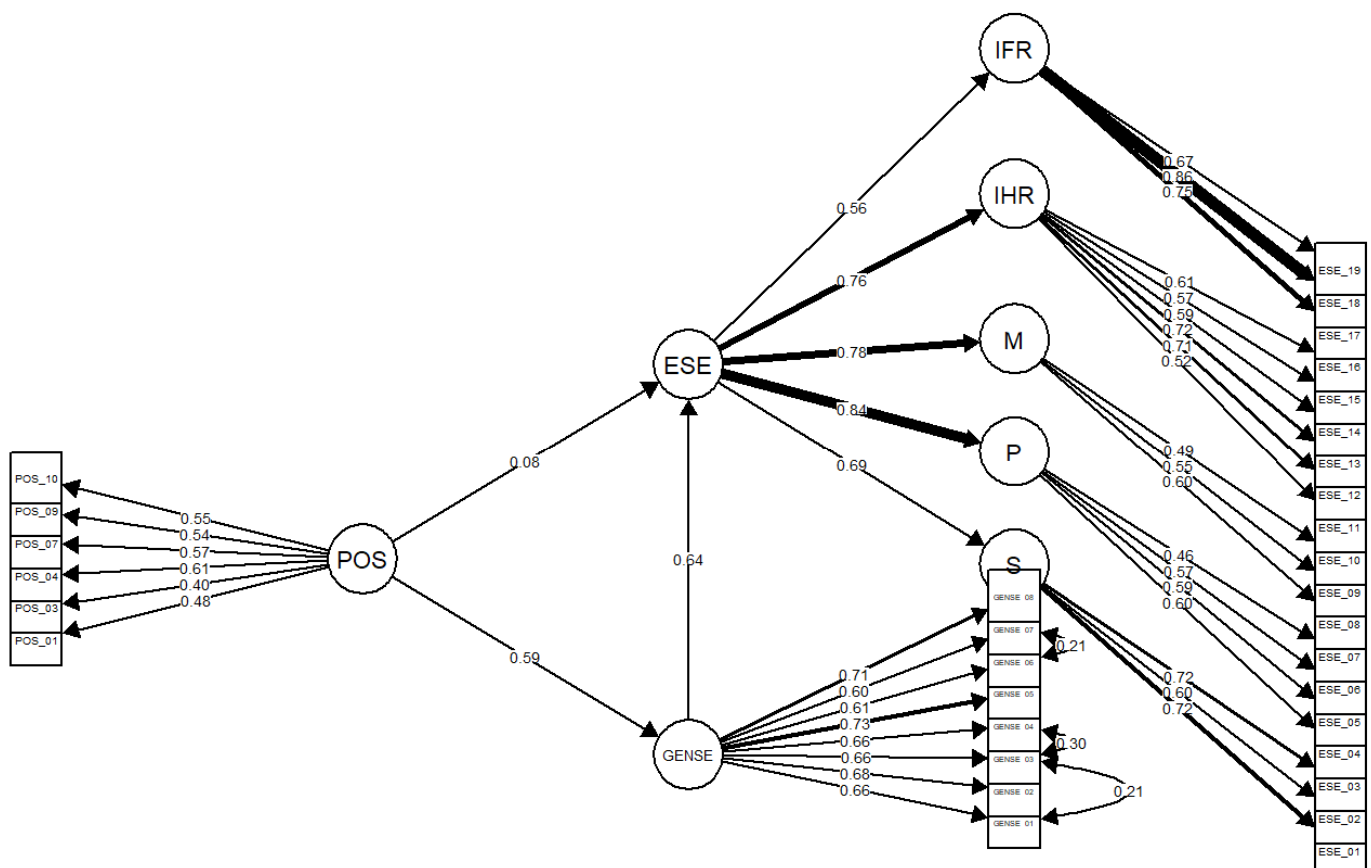 IFR
0.67
0.86
0.75
IHR
0.56
0.76
0.61
0.57
0.59
0.72
0.71
0.52
ESE_19
ESE_18
ESE_17
ESE_16
ESE_15
ESE_14
ESE_13
ESE_12
ESE_11
ESE_10
ESE_09
ESE_08
ESE_07
ESE_06
ESE_05
ESE_04
ESE_03
ESE_02
ESE_01
M
0.78
ESE
0.84
0.49
0.55
0.60
P
0.69
0.46
0.57
0.59
0.60
S
0.72
0.60
0.72
0.08
0.64
POS_10
POS_09
POS_07
POS_04
POS_03
POS_01
0.55
0.54
0.57
0.61
0.40
0.48
POS
0.59
GENSE
0.71
0.60
0.61
0.73
0.66
0.66
0.68
0.66
GENSE 08
GENSE 07
GENSE 06
GENSE 05
GENSE 04
GENSE 03
GENSE 02
GENSE 01
0.21
0.30
0.21